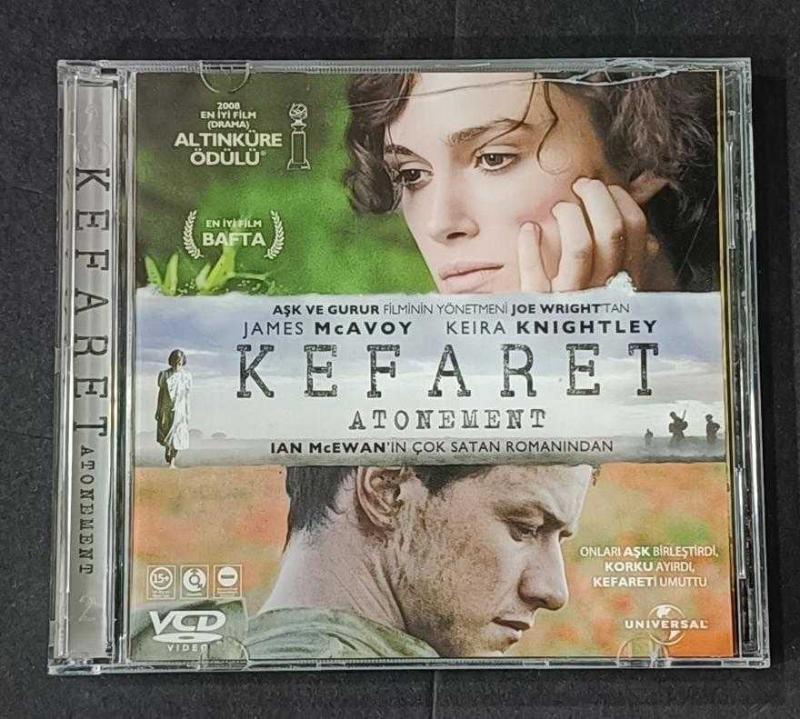 2008
EN İYİ FİLM
(DRAMA)
ALTINKÜRE
ÖDÜLÜ®
EN İYİ FİLM
BAFTA
AŞK VE GURUR FİLMİNİN YÖNETMENİ JOE WRIGHT'TAN
JAMES McAVOY KEIRA KNIGHTLEY
KEFARET
ATONEMENT
IAN McEWAN'IN ÇOK SATAN ROMANINDAN
ONLARI AŞK BİRLEŞTİRDİ,
KORKU AYIRDI,
KEFARETİ UMUTTU
15+
VCD
VIDEO
UNIVERSAL
KEFARET
ATONEMENT
2